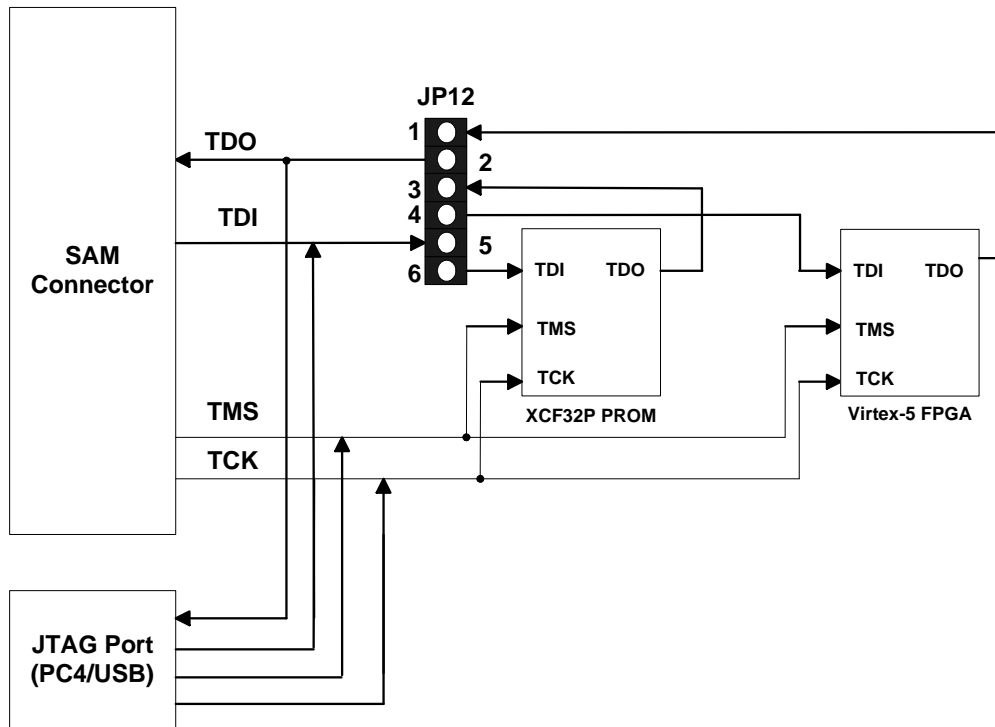 JP12
1
TDO
2
3
4
TDI
5
SAM
Connector
6
TDI TDO
TMS
TCK
XCF32P PROM
TDI TDO
TMS
TCK
Virtex-5 FPGA
TMS
TCK
JTAG Port
(PC4/USB)